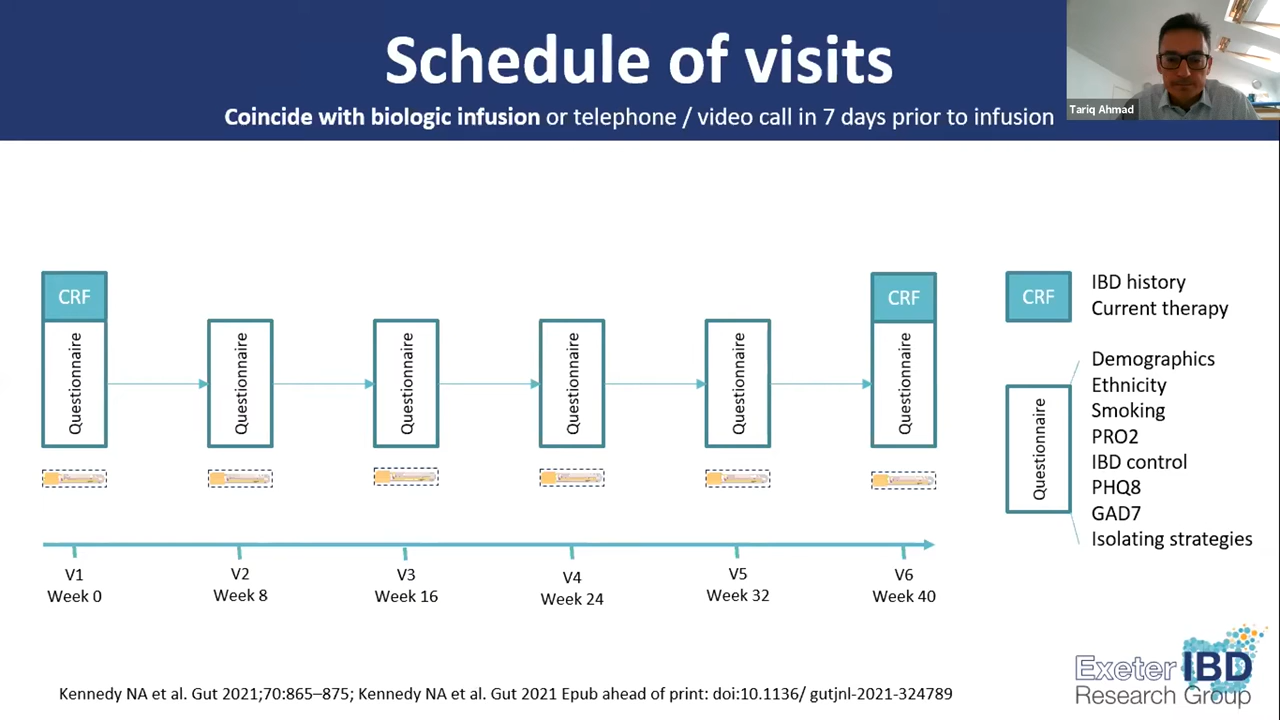 Schedule of visits
Coincide with biologic infusion or telephone / video call in 7 days prior to infusion
Tariq Ahmad
CRF
Questionnaire
Questionnaire
Questionnaire
Questionnaire
Questionnaire
CRF
Questionnaire
V1
Week 0
V2
Week 8
V3
Week 16
V4
Week 24
V5
Week 32
V6
Week 40
CRF
IBD history
Current therapy
Questionnaire
Demographics
Ethnicity
Smoking
PRO2
IBD control
PHQ8
GAD7
Isolating strategies
Kennedy NA et al. Gut 2021;70:865–875; Kennedy NA et al. Gut 2021 Epub ahead of print: doi:10.1136/ gutjnl-2021-324789
Exeter IBD
Research Group